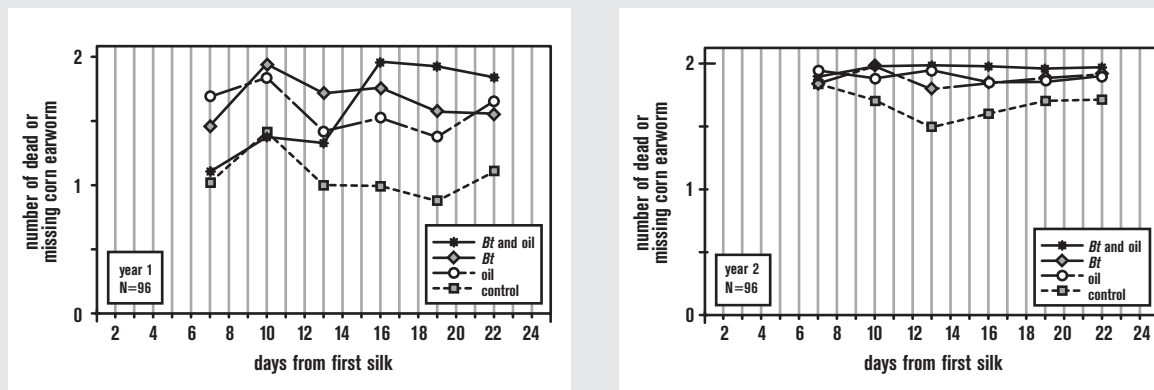 number of dead or
missing corn earworm
2
1
0
year 1
N=96
Bt and oil
Bt
oil
control
2 4 6 8 10 12 14 16 18 20 22 24
days from first silk
number of dead or
missing corn earworm
2
1
0
year 2
N=96
Bt and oil
Bt
oil
control
2 4 6 8 10 12 14 16 18 20 22 24
days from first silk